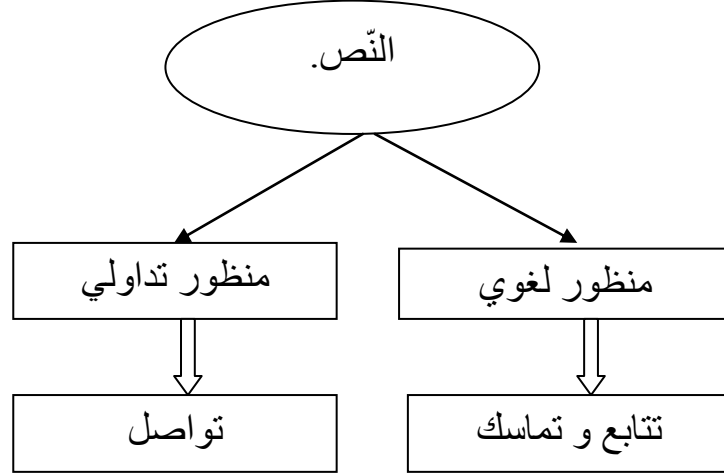 النّص.
منظور لغوي
منظور تداولي
تتابع و تماسك
تواصل